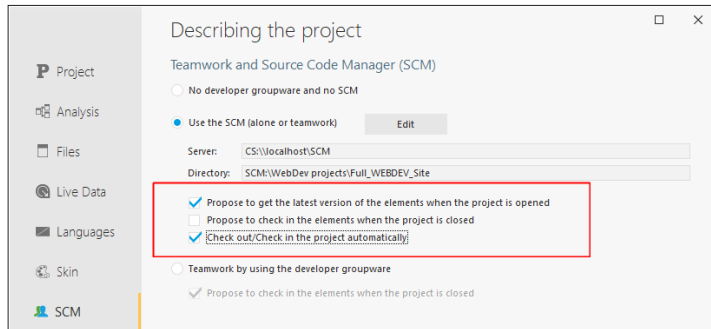 Describing the project
Teamwork and Source Code Manager (SCM)
Project
Analysis
Files
Live Data
Languages
Skin
SCM
No developer groupware and no SCM
Use the SCM (alone or teamwork)
Edit
Server:
CS:\\localhost\SCM
Directory:
SCM:\WebDev projects\Full_WEBDEV_Site
Propose to get the latest version of the elements when the project is opened
Propose to check in the elements when the project is closed
Check out/Check in the project automatically
Teamwork by using the developer groupware
Propose to check in the elements when the project is closed